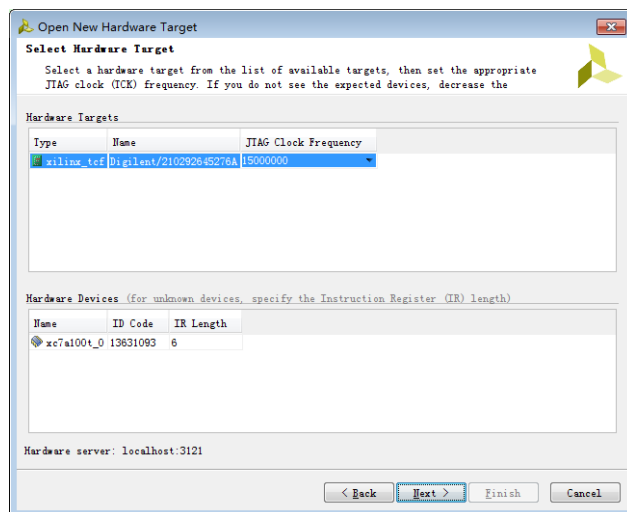 Open New Hardware Target
Select Hardware Target
Select a hardware target from the list of available targets, then set the appropriate
JTAG clock (TCK) frequency. If you do not see the expected devices, decrease the
Hardware Targets
Type Name JTAG Clock Frequency
xilinx_tcf Digilent/210292645276A 15000000
Hardware Devices (for unknown devices, specify the Instruction Register (IR) length)
Name ID Code IR Length
xc7a100t_0 13631093 6
Hardware server: localhost:3121
< Back Next > Finish Cancel